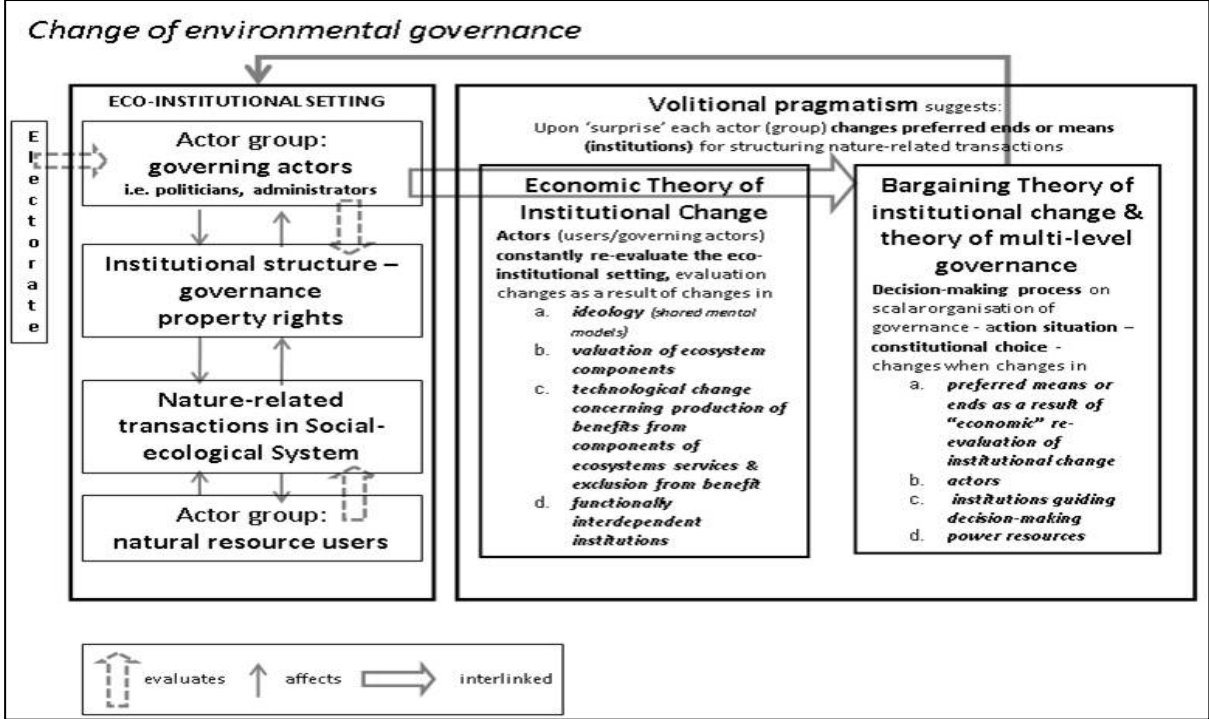 Change of environmental governance
Electorate
ECO-INSTITUTIONAL SETTING
Actor group:
governing actors
i.e. politicians, administrators
Institutional structure –
governance
property rights
Nature-related
transactions in Social-
ecological System
Actor group:
natural resource users
Volitional pragmatism suggests:
Upon ‘surprise’ each actor (group) changes preferred ends or means
(institutions) for structuring nature-related transactions
Economic Theory of
Institutional Change
Actors (users/governing actors)
constantly re-evaluate the eco-
institutional setting, evaluation
changes as a result of changes in
a. ideology (shared mental
models)
b. valuation of ecosystem
components
c. technological change
concerning production of
benefits from
components of
ecosystems services &
exclusion from benefit
d. functionally
interdependent
institutions
Bargaining Theory of
institutional change &
theory of multi-level
governance
Decision-making process on
scalar organisation of
governance - action situation –
constitutional choice -
changes when changes in
a. preferred means or
ends as a result of
“economic” re-
evaluation of
institutional change
b. actors
c. institutions guiding
decision-making
d. power resources
evaluates
affects
interlinked